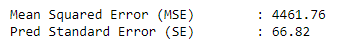 Mean Squared Error (MSE)        : 4461.76
Pred Standard Error (SE)        : 66.82